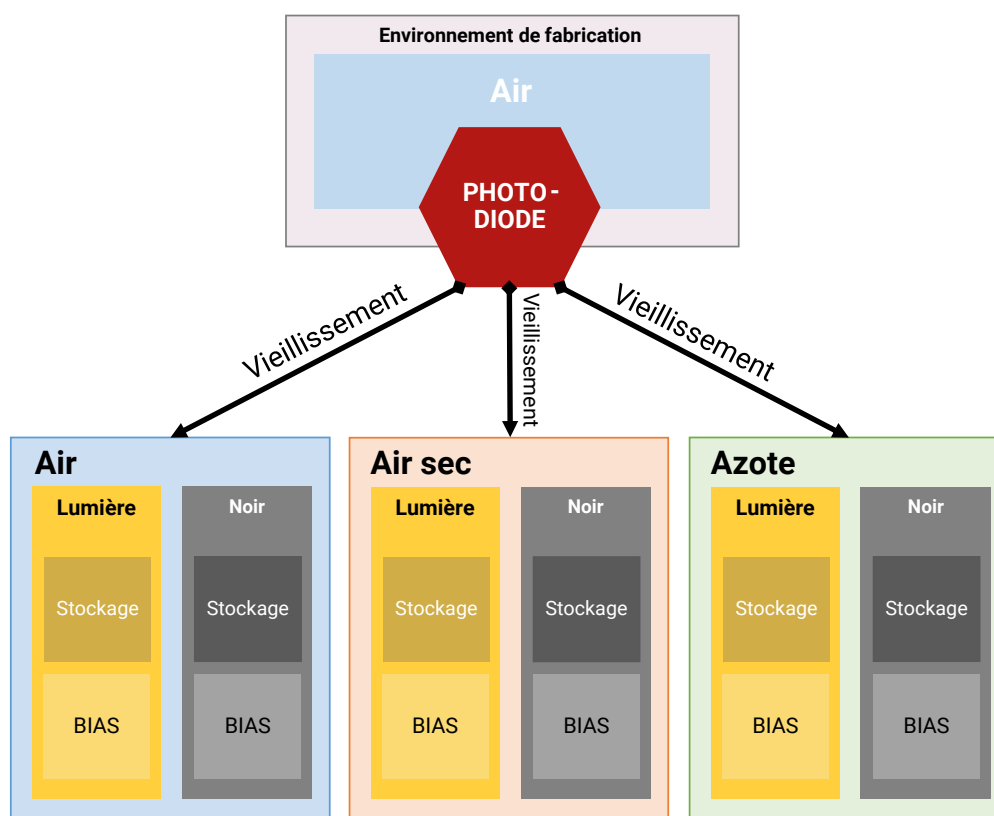 Environnement de fabrication
Air
PHOTO-
DIODE
Vieillissement
Vieillissement
Vieillissement
Air
Lumière
Noir
Stockage
Stockage
BIAS
BIAS
Air sec
Lumière
Noir
Stockage
Stockage
BIAS
BIAS
Azote
Lumière
Noir
Stockage
Stockage
BIAS
BIAS